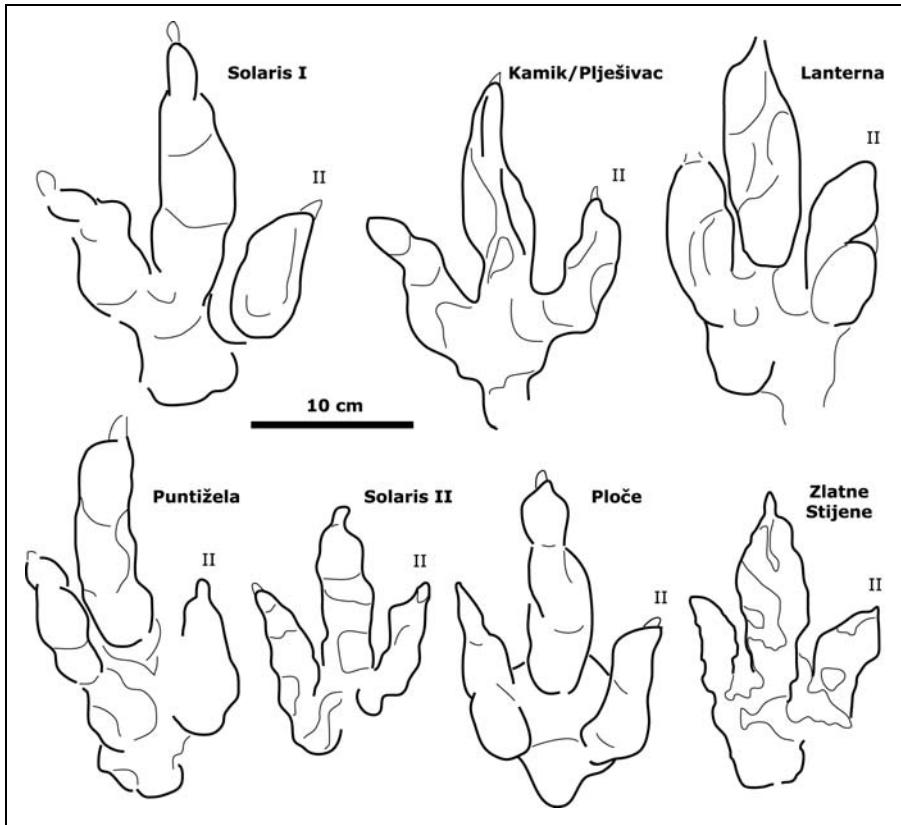 Solaris I
Kamik/Plješivac
Lanterna
II
II
II
10 cm
Puntižela
Solaris II
Ploče
Zlatne
Stijene
II
II
II
II